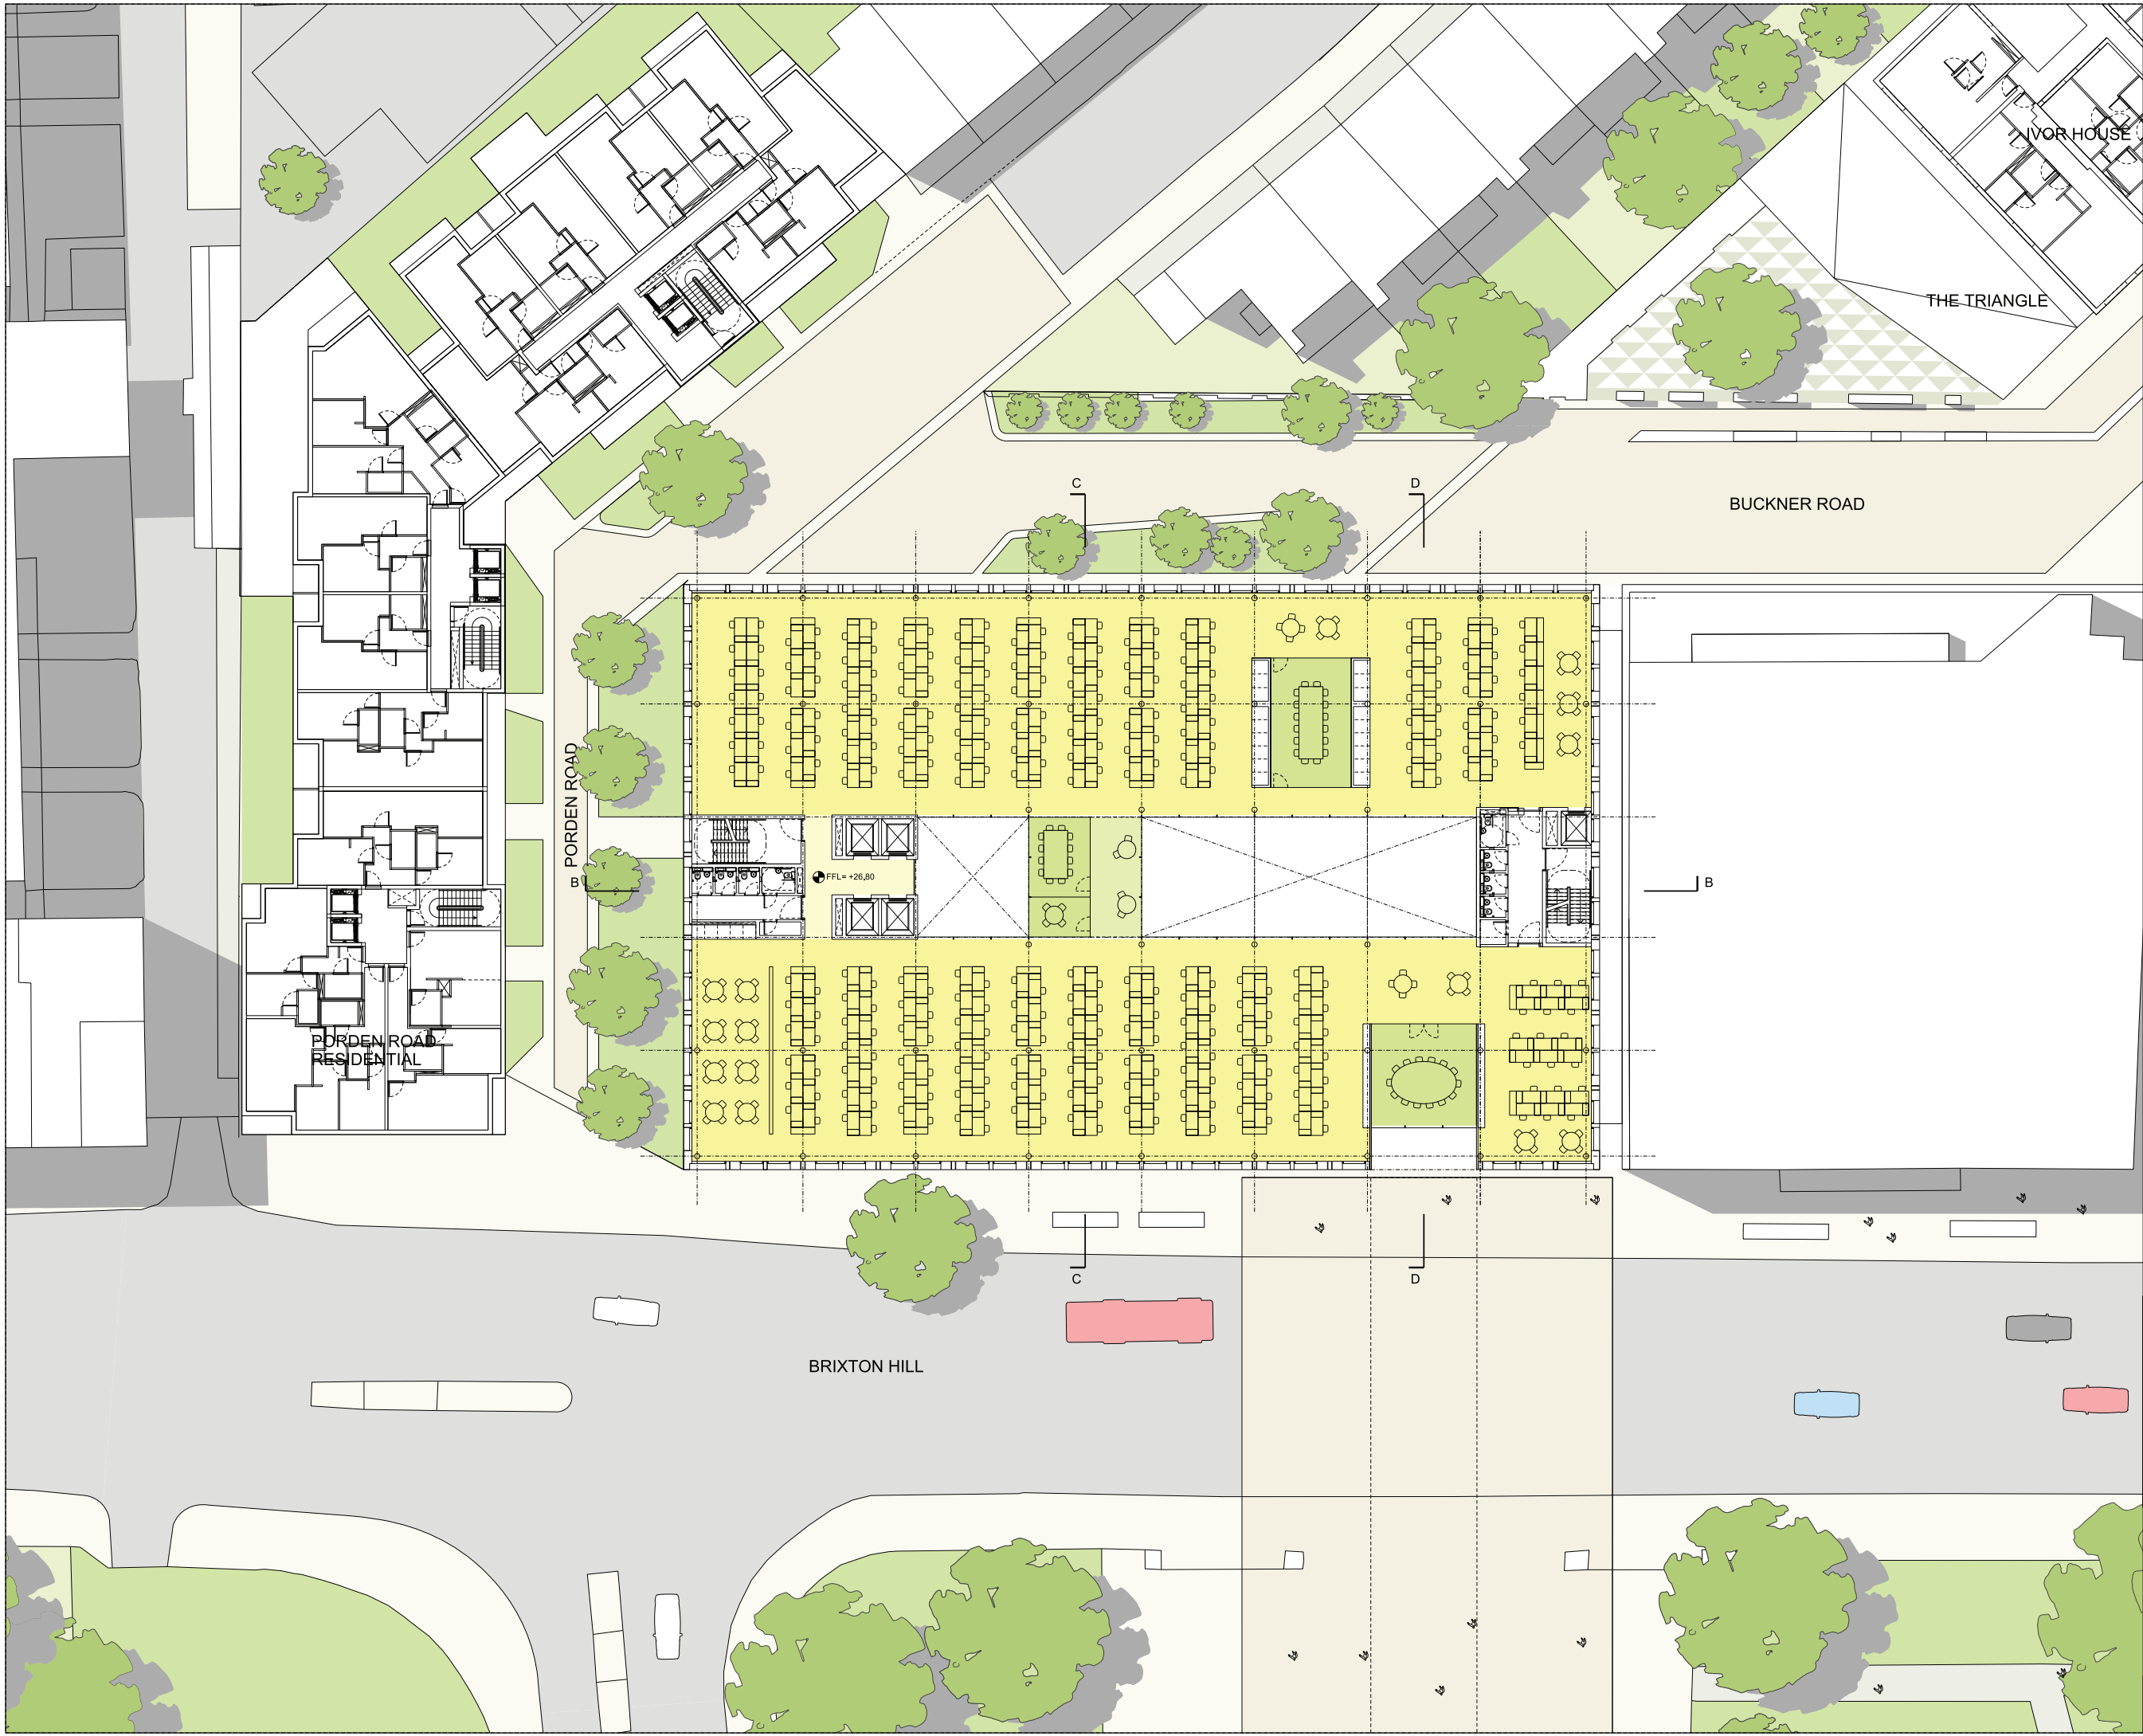 IVOR HOUSE
THE TRIANGLE
C
D
BUCKNER ROAD
PORDEN ROAD
B
FFL= +26,80
B
PORDEN ROAD
RESIDENTIAL
C
D
BRIXTON HILL